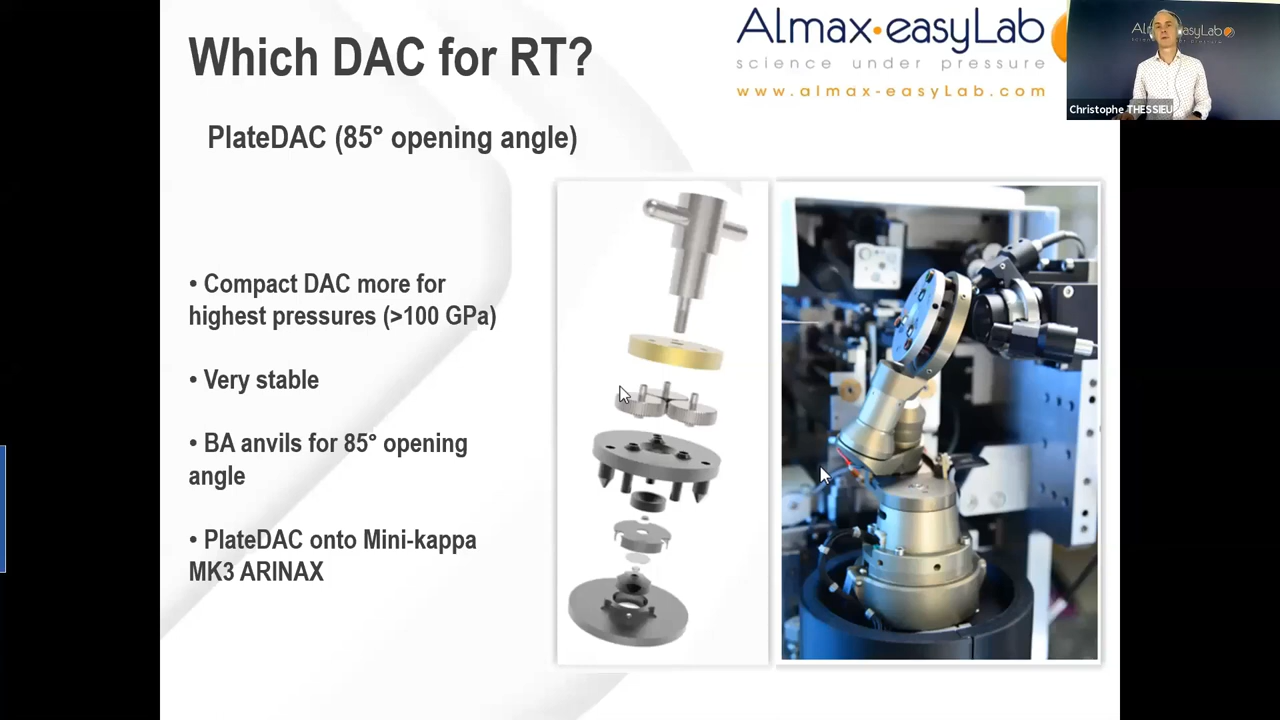 Which DAC for RT?
Almax•easyLab
science under pressure
www.almax-easyLab.com
PlateDAC (85° opening angle)
• Compact DAC more for
highest pressures (>100 GPa)
• Very stable
• BA anvils for 85° opening
angle
• PlateDAC onto Mini-kappa
MK3 ARINAX
Christophe THESSIEU